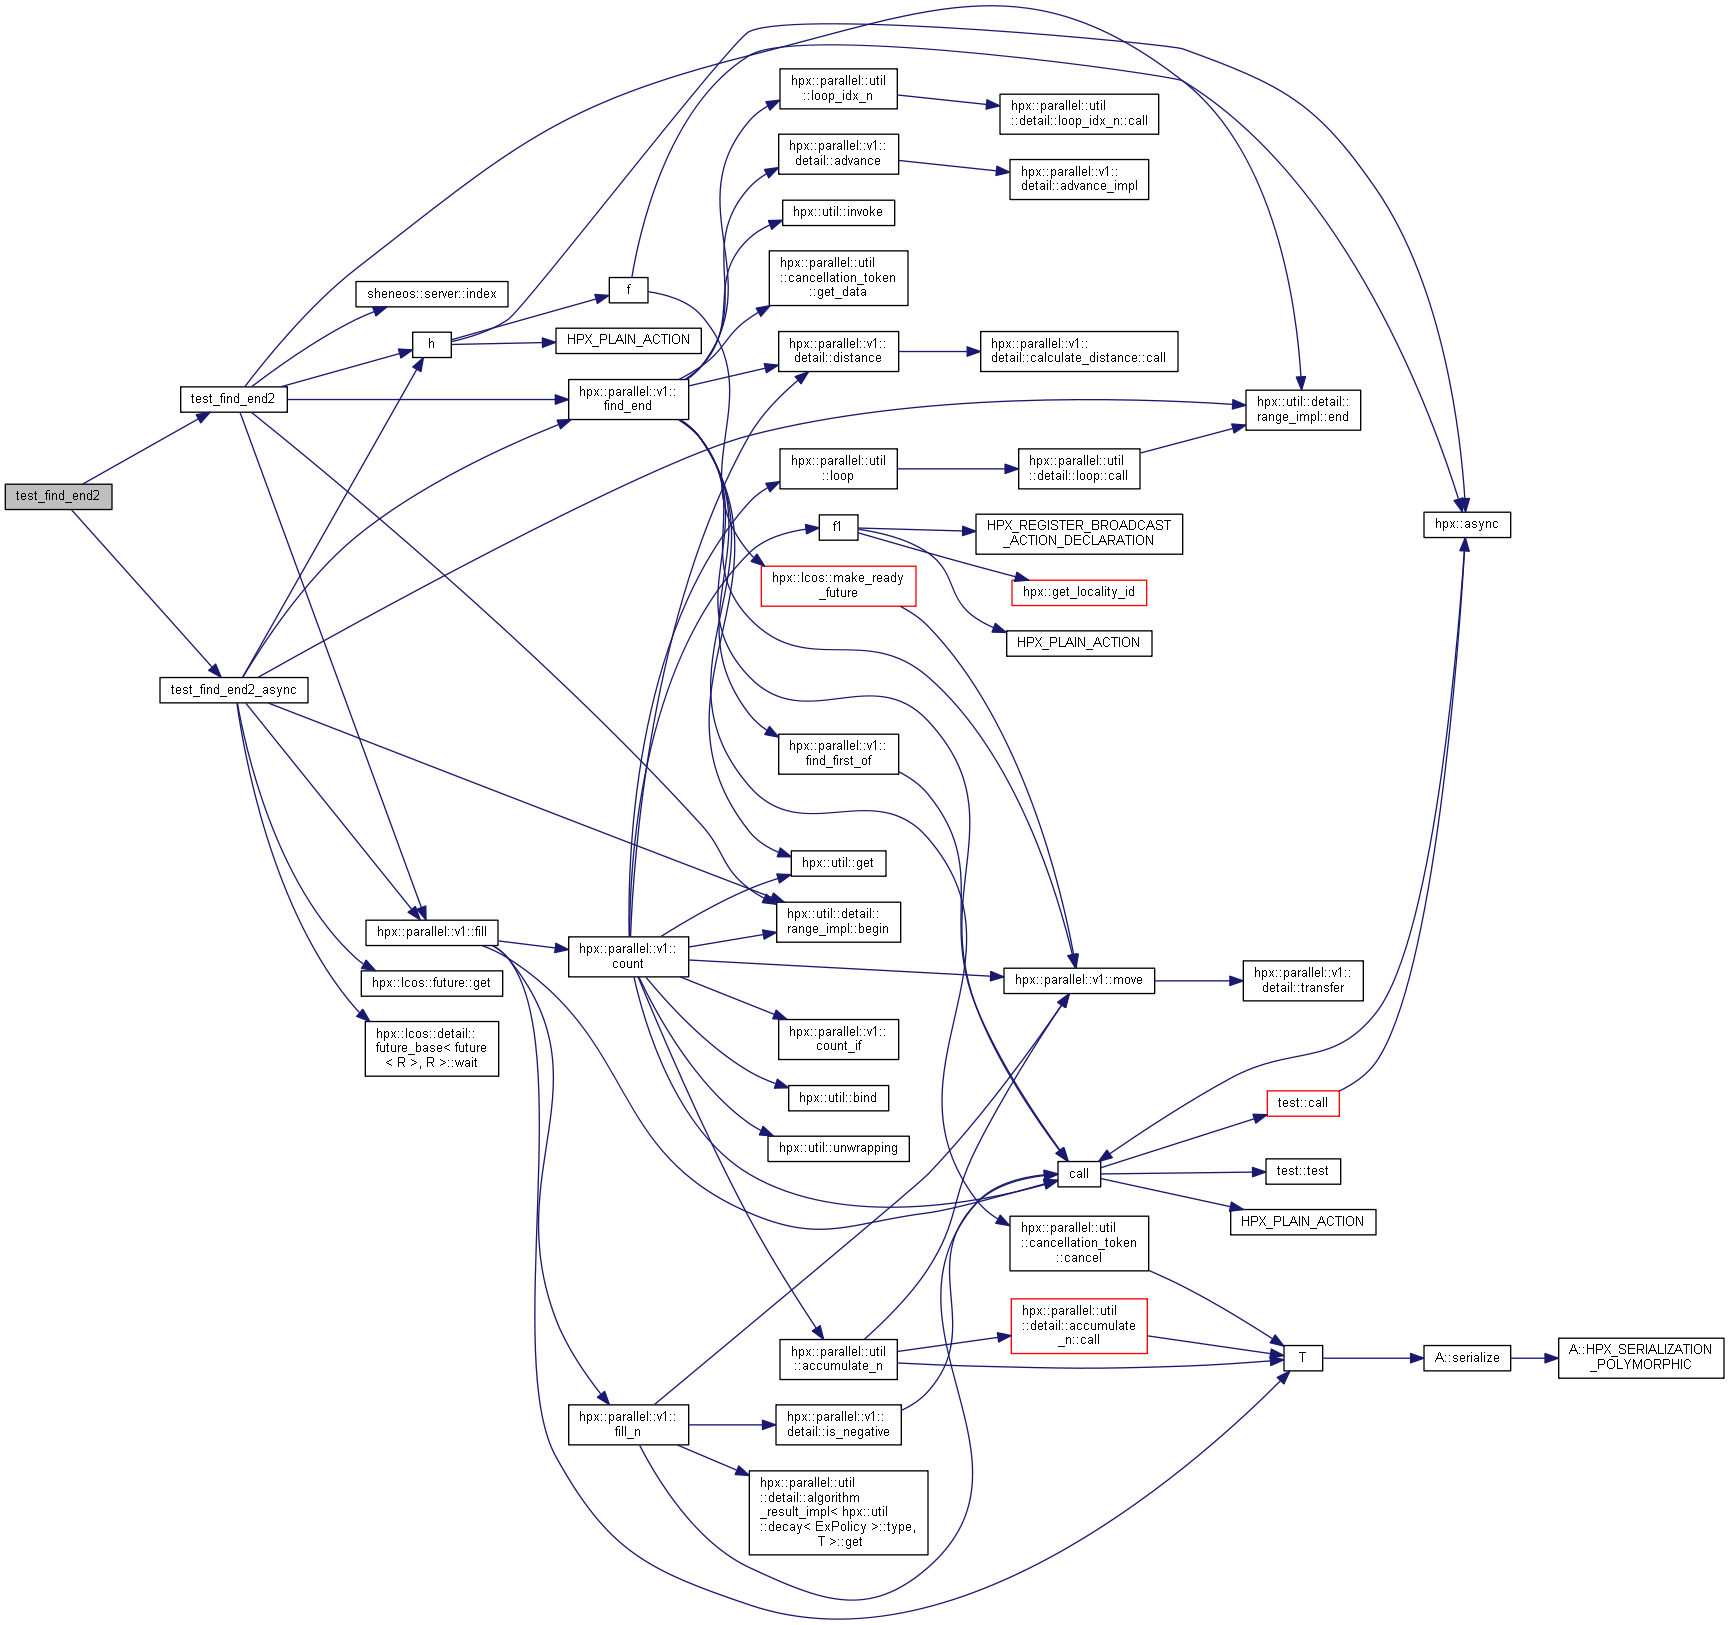 test_find_end2
test_find_end2
test_find_end2_async
sheneos::server::index
h
hpx::parallel::v1::fill
hpx::lcos::future::get
hpx::lcos::detail::
future_base< future
< R >, R >::wait
f
HPX_PLAIN_ACTION
hpx::parallel::v1::
find_end
hpx::parallel::v1::
count
hpx::parallel::v1::
fill_n
hpx::parallel::util
::loop_idx_n
hpx::parallel::v1::
detail::advance
hpx::util::invoke
hpx::parallel::util
::cancellation_token
::get_data
hpx::parallel::v1::
detail::distance
hpx::parallel::util
::loop
f1
hpx::lcos::make_ready
_future
hpx::parallel::v1::
find_first_of
hpx::util::get
hpx::util::detail::
range_impl::begin
hpx::parallel::v1::
count_if
hpx::util::bind
hpx::util::unwrapping
hpx::parallel::util
::accumulate_n
hpx::parallel::v1::
detail::is_negative
hpx::parallel::util
::detail::algorithm
_result_impl< hpx::util
::decay< ExPolicy >::type,
T >::get
hpx::parallel::util
::detail::loop_idx_n::call
hpx::parallel::v1::
detail::advance_impl
hpx::parallel::v1::
detail::calculate_distance::call
hpx::parallel::util
::detail::loop::call
HPX_REGISTER_BROADCAST
_ACTION_DECLARATION
hpx::get_locality_id
HPX_PLAIN_ACTION
hpx::parallel::v1::move
call
hpx::parallel::util
::cancellation_token
::cancel
hpx::parallel::util
::detail::accumulate
_n::call
hpx::util::detail::
range_impl::end
hpx::parallel::v1::
detail::transfer
test::call
test::test
HPX_PLAIN_ACTION
T
hpx::async
A::serialize
A::HPX_SERIALIZATION
_POLYMORPHIC